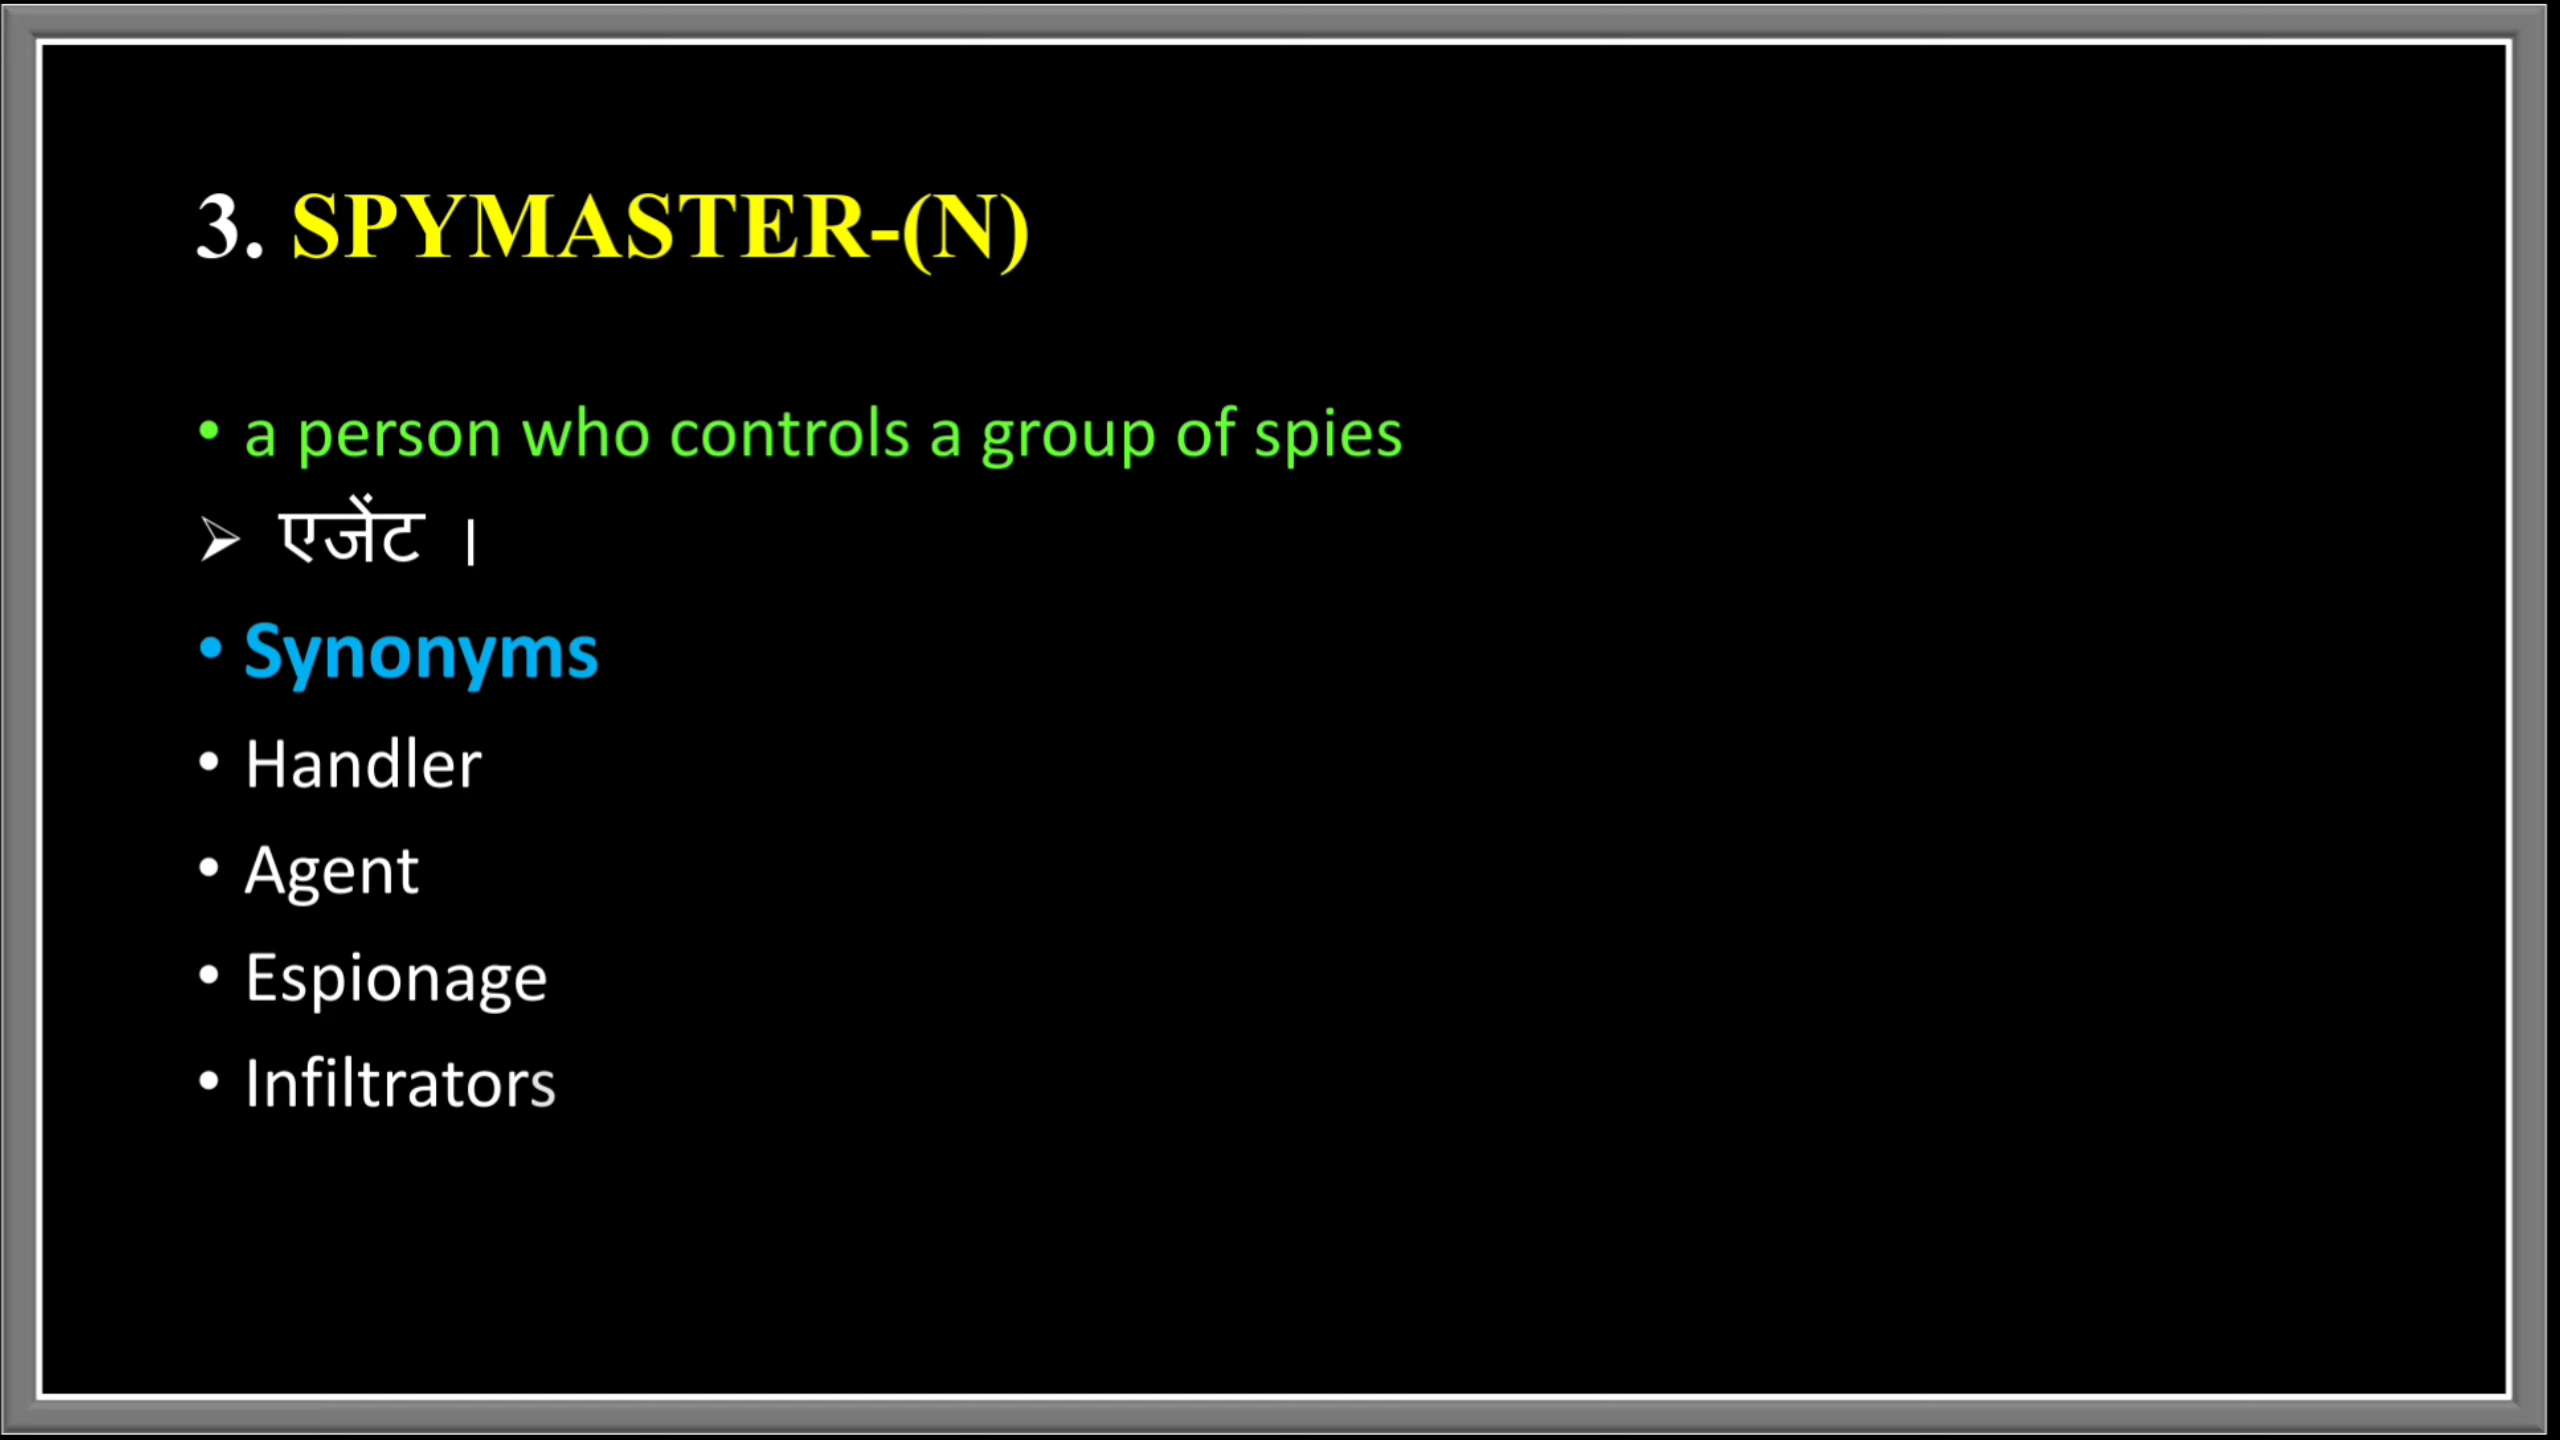 3. SPYMASTER-(N)
• a person who controls a group of spies
➢ एजेंट ।
• Synonyms
• Handler
• Agent
• Espionage
• Infiltrators